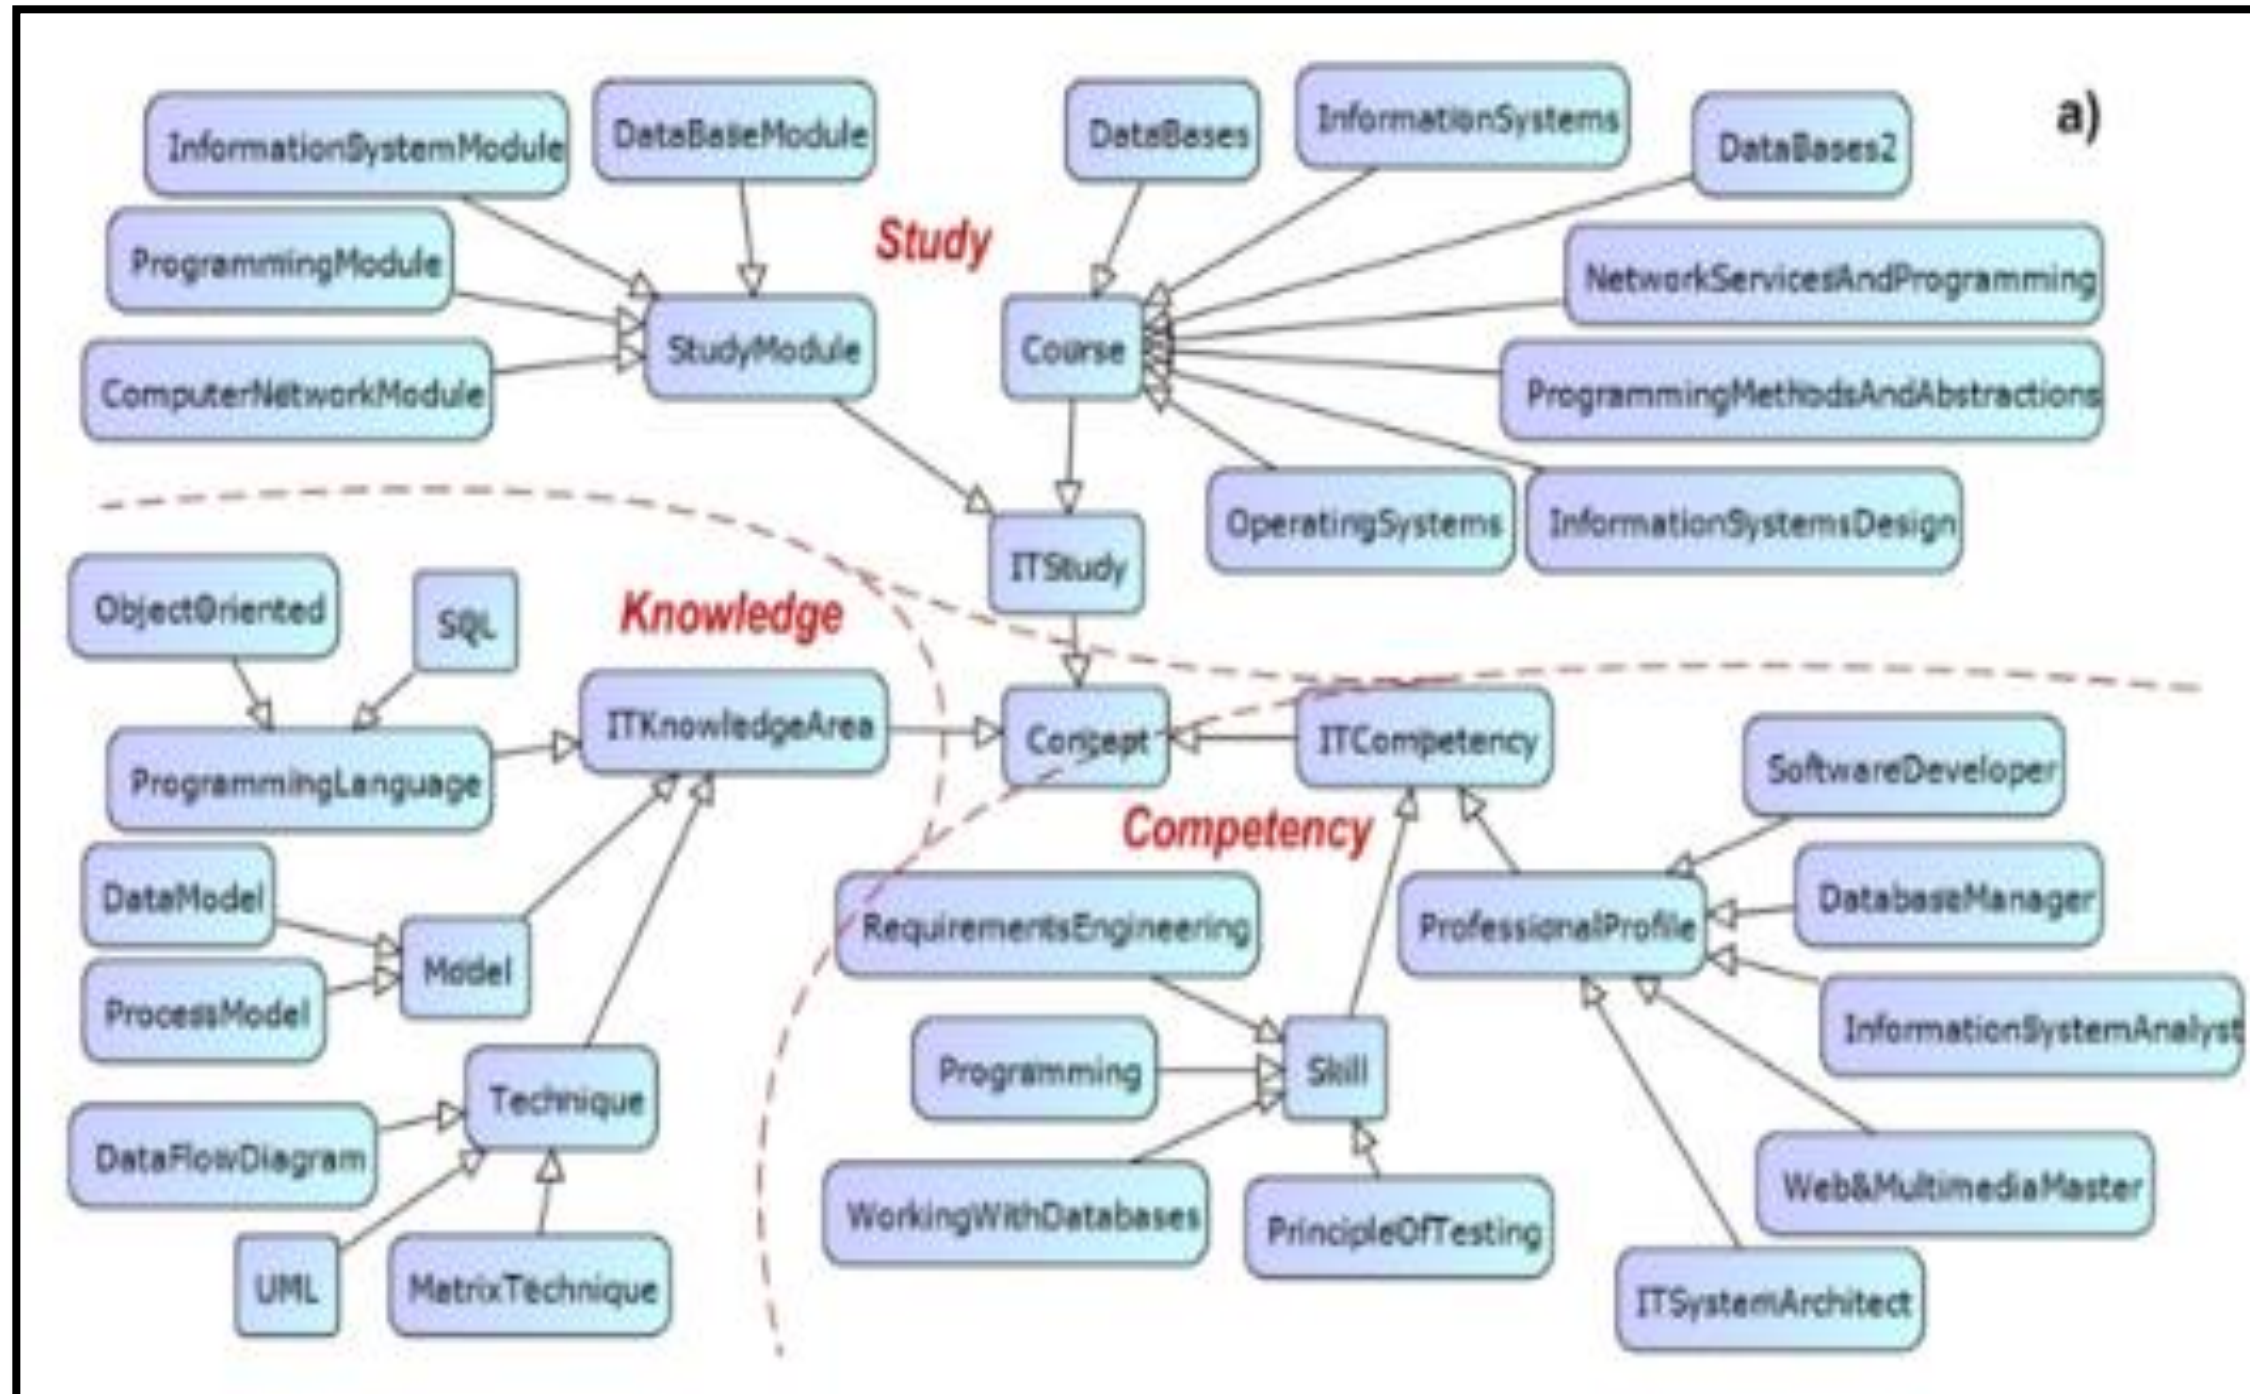 InformationSystemModule
DataBaseModule
DataBases
InformationSystems
DataBases2
a)
ProgrammingModule
Study
NetworkServicesAndProgramming
StudyModule
Course
ComputerNetworkModule
ProgrammingMethodsAndAbstractions
OperatingSystems
InformationSystemsDesign
ITStudy
ObjectOriented
SQL
Knowledge
ITKnowledgeArea
Concept
ITCompetency
SoftwareDeveloper
ProgrammingLanguage
Competency
DataModel
RequirementsEngineering
ProfessionalProfile
DatabaseManager
Model
ProcessModel
InformationSystemAnalyst
Programming
Skill
Technique
DataFlowDiagram
Web&MultimediaMaster
WorkingWithDatabases
PrincipleOfTesting
UML
MatrixTechnique
ITSystemArchitect